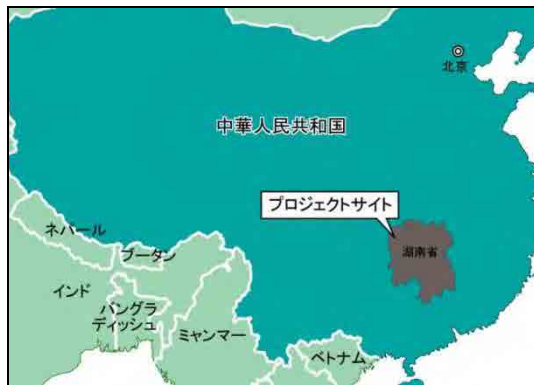 北京
中華人民共和国
プロジェクトサイト
湖南省
ネパール
ブータン
インド
バングラ
ディッシュ
ミャンマー
ベトナム